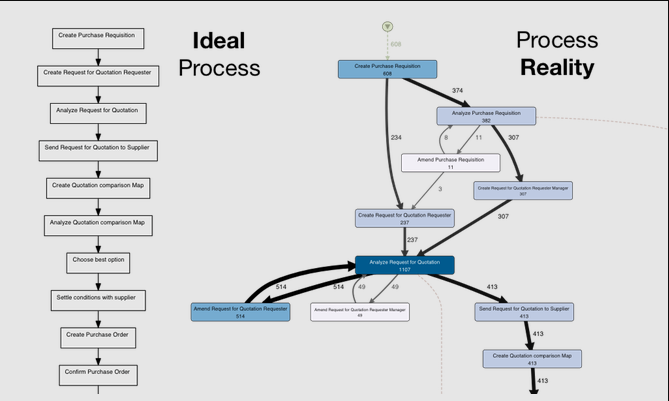 Ideal
Process
Create Purchase Requisition
Create Request for Quotation Requester
Analyze Request for Quotation
Send Request for Quotation to Supplier
Create Quotation comparison Map
Analyze Quotation comparison Map
Choose best option
Settle conditions with supplier
Create Purchase Order
Confirm Purchase Order
Process
Reality
608
Create Purchase Requisition
608
374
Analyze Purchase Requisition
382
234
8
11
307
Amend Purchase Requisition
11
3
Create Request for Quotation Requester Manager
307
Create Request for Quotation Requester
237
307
237
Analyze Request for Quotation
1107
514
514
49
49
413
Amend Request for Quotation Requester
514
Amend Request for Quotation Requester Manager
49
Send Request for Quotation to Supplier
413
413
Create Quotation comparison Map
413
413